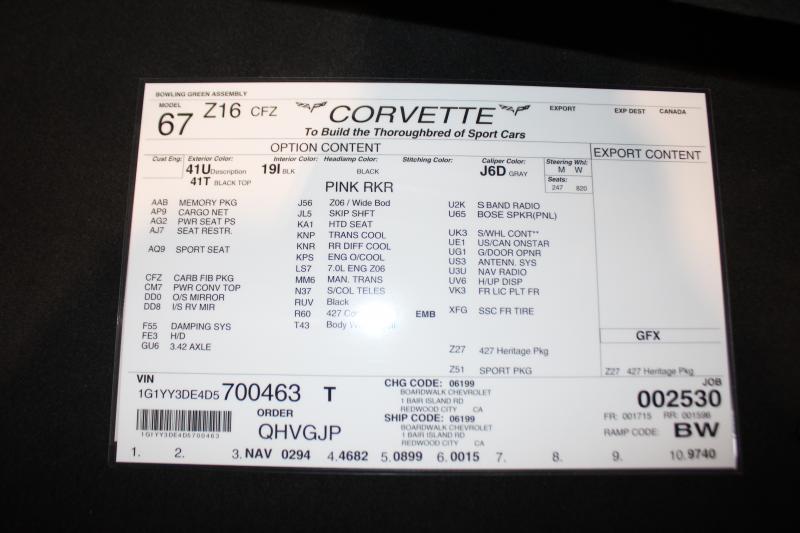 BOWLING GREEN ASSEMBLY
MODEL
67 Z16 CFZ CORVETTE EXPORT EXP DEST CANADA
To Build the Thoroughbred of Sport Cars
OPTION CONTENT EXPORT CONTENT
Cust Eng: Exterior Color: Interior Color: Headlamp Color: Stitching Color: Caliper Color: Steering Whl:
41U Description 19I BLK BLACK J6D GRAY M W
41T BLACK TOP Seats:
PINK RKR 247 820
AAB MEMORY PKG J56 Z06 / Wide Bod U2K S BAND RADIO
AP9 CARGO NET JL5 SKIP SHFT U65 BOSE SPKR(PNL)
AG2 PWR SEAT PS KA1 HTD SEAT
AJ7 SEAT RESTR. KNP TRANS COOL UK3 S/WHL CONT**
KNR RR DIFF COOL UE1 US/CAN ONSTAR
AQ9 SPORT SEAT KPS ENG O/COOL UG1 G/DOOR OPNR
LS7 7.0L ENG Z06 US3 ANTENN. SYS
CFZ CARB FIB PKG MM6 MAN. TRANS U3U NAV RADIO
CM7 PWR CONV TOP N37 S/COL TELES UV6 H/UP DISP
DD0 O/S MIRROR RUV Black VK3 FR LIC PLT FR
DD8 I/S RV MIR R60 427 EMB XFG SSC FR TIRE
F55 DAMPING SYS T43 Body
FE3 H/D
GU6 3.42 AXLE Z27 427 Heritage Pkg GFX
Z51 SPORT PKG Z27 427 Heritage Pkg
VIN JOB
1G1YY3DE4D5 700463 T CHG CODE: 06199 002530
BOARDWALK CHEVROLET
1 BAIR ISLAND RD
REDWOOD CITY CA
ORDER SHIP CODE: 06199 FR: 001715 RR: 001598
1G1YY3DE4D5700463 QHVGJP BOARDWALK CHEVROLET RAMP CODE: BW
1 BAIR ISLAND RD
REDWOOD CITY CA
1. 2. 3. NAV 0294 4.4682 5.0899 6.0015 7. 8. 9. 10.9740